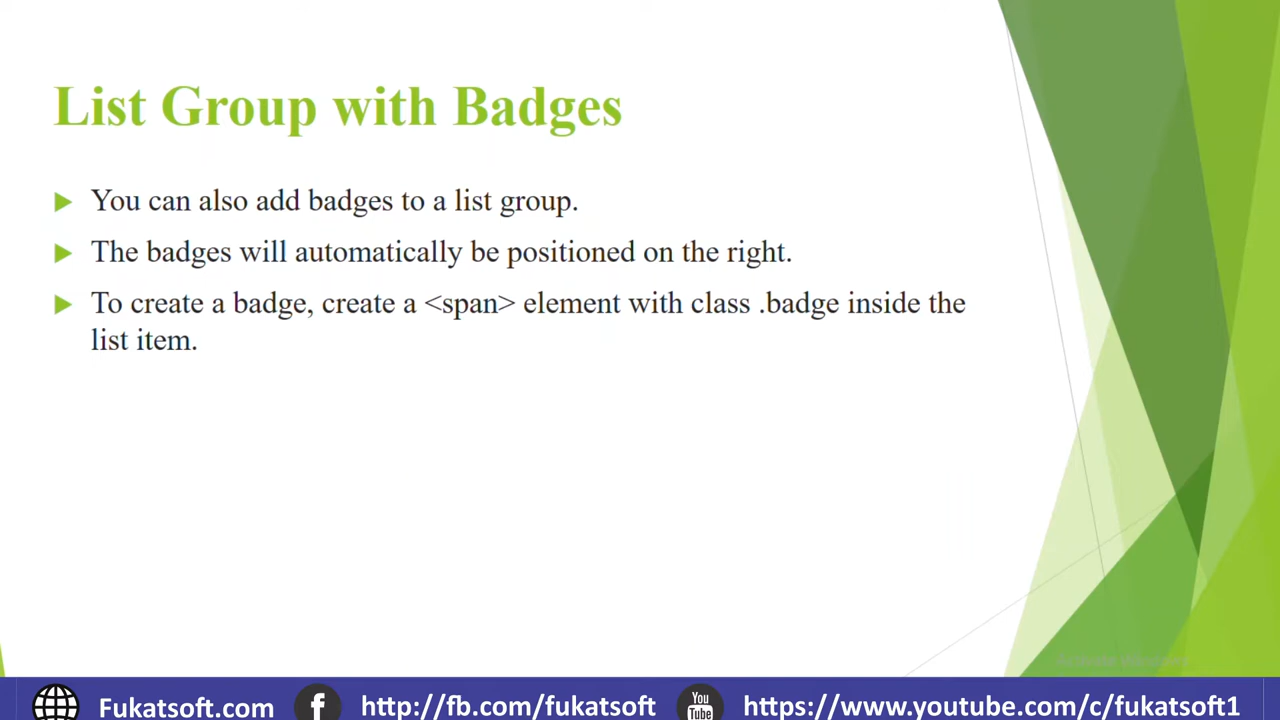 List Group with Badges
You can also add badges to a list group.
The badges will automatically be positioned on the right.
To create a badge, create a <span> element with class .badge inside the
list item.
Fukatsoft.com
f
http://fb.com/fukatsoft
You
Tube
https://www.youtube.com/c/fukatsoft1